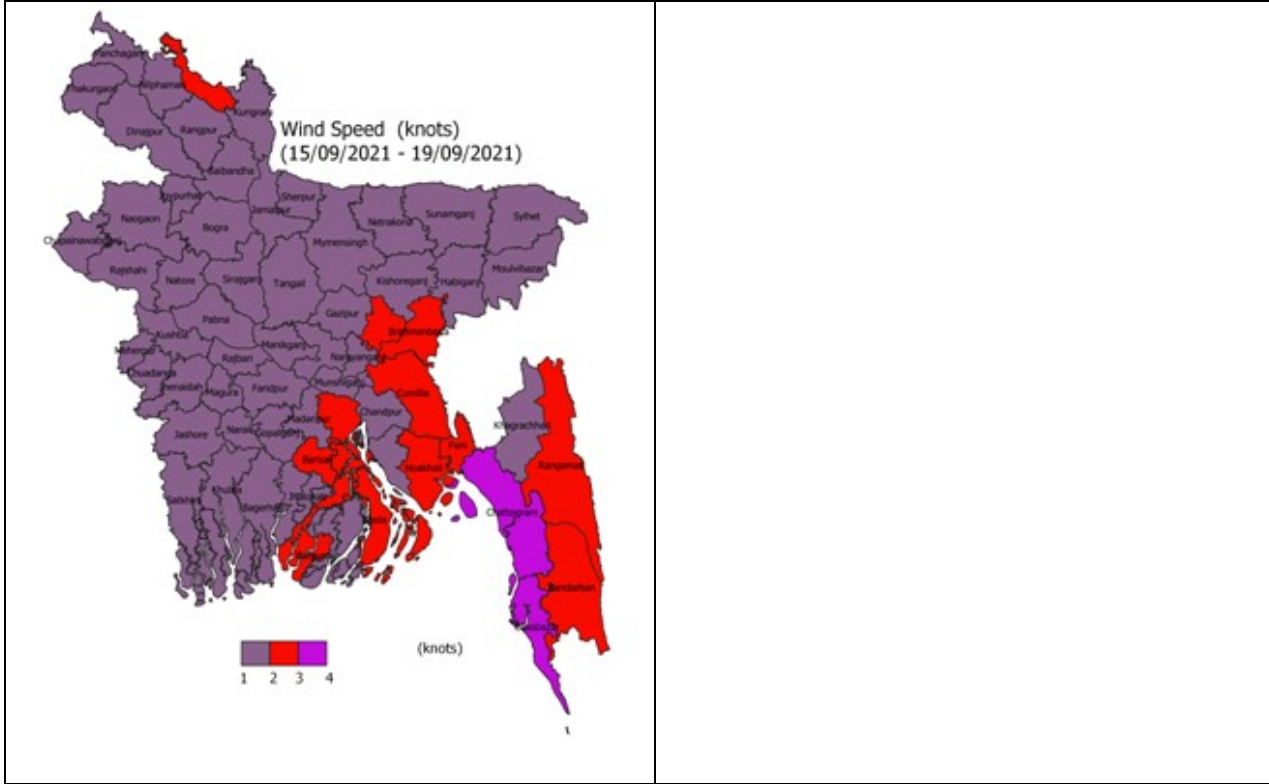 Panchagarh
Thakurgaon
Nilphamari
Kurigram
Dinajpur
Rangpur
Wind Speed (knots)
(15/09/2021 - 19/09/2021)
Gaibandha
Joypurhat
Sherpur
Jamalpur
Naogaon
Bogra
Netrakona
Sunamganj
Sylhet
Mymensingh
Rajshahi
Natore
Sirajganj
Tangail
Kishoreganj
Habiganj
Moulvibazar
Pabna
Gazipur
Kushtia
Manikganj
Rajbari
Narayanganj
Chuadanga
Jhenaidah
Magura
Faridpur
Munshiganj
Cumilla
Chandpur
Madaripur
Khagrachhari
Jashore
Narail
Gopalganj
Feni
Barisal
Noakhali
Rangamati
Satkhira
Khulna
Bagerhat
Chattogram
Bhola
Bandarban
(knots)
1 2 3 4